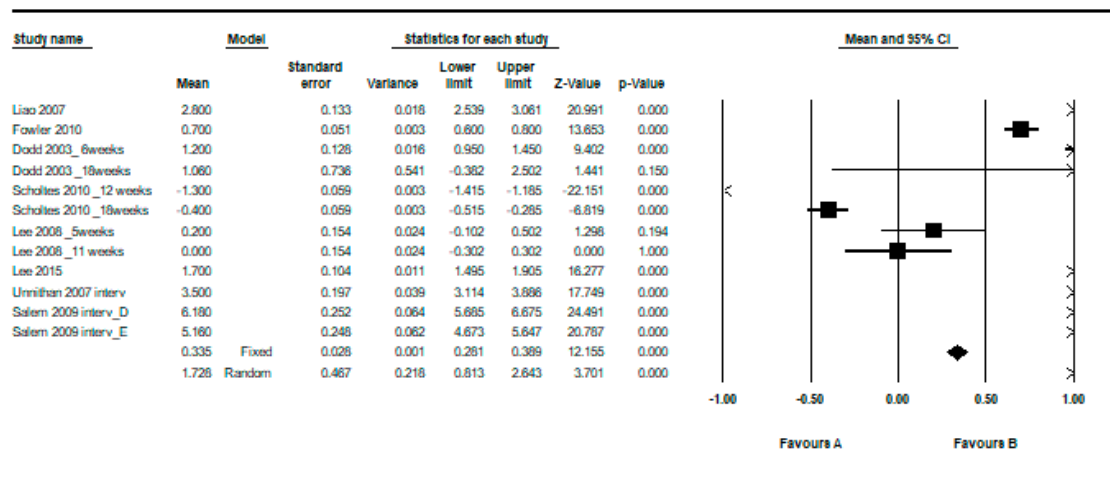 Study name Model Statistics for each study Mean and 95% CI
Mean Standard error Variance Lower limit Upper limit Z-Value p-Value
Liao 2007 2.800 0.133 0.018 2.539 3.061 20.991 0.000
Fowler 2010 0.700 0.051 0.003 0.600 0.800 13.653 0.000
Dodd 2003_ 6weeks 1.200 0.128 0.016 0.950 1.450 9.402 0.000
Dodd 2003_18weeks 1.060 0.736 0.541 -0.382 2.502 1.441 0.150
Scholtes 2010 _12 weeks -1.300 0.059 0.003 -1.415 -1.185 -22.151 0.000
Scholtes 2010 _18weeks -0.400 0.059 0.003 -0.515 -0.285 -6.819 0.000
Lee 2008 _5weeks 0.200 0.154 0.024 -0.102 0.502 1.298 0.194
Lee 2008 _11 weeks 0.000 0.154 0.024 -0.302 0.302 0.000 1.000
Lee 2015 1.700 0.104 0.011 1.495 1.905 16.277 0.000
Unnithan 2007 interv 3.500 0.197 0.039 3.114 3.886 17.749 0.000
Salem 2009 interv_D 6.180 0.252 0.064 5.685 6.675 24.491 0.000
Salem 2009 interv_E 5.160 0.248 0.062 4.673 5.647 20.787 0.000
0.335 Fixed 0.028 0.001 0.281 0.389 12.155 0.000
1.728 Random 0.467 0.218 0.813 2.643 3.701 0.000
-1.00 -0.50 0.00 0.50 1.00
Favours A Favours B